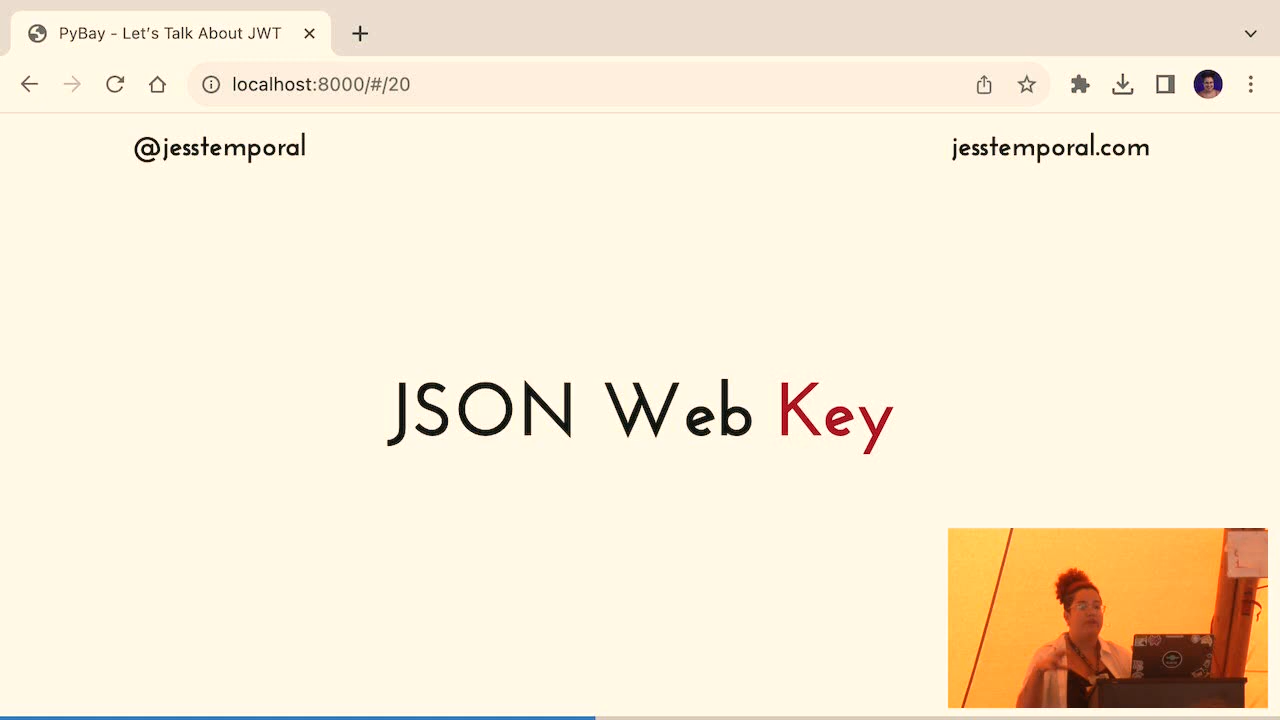 PyBay - Let's Talk About JWT
localhost:8000/#/20
@jesstemporal
jesstemporal.com
JSON Web Key